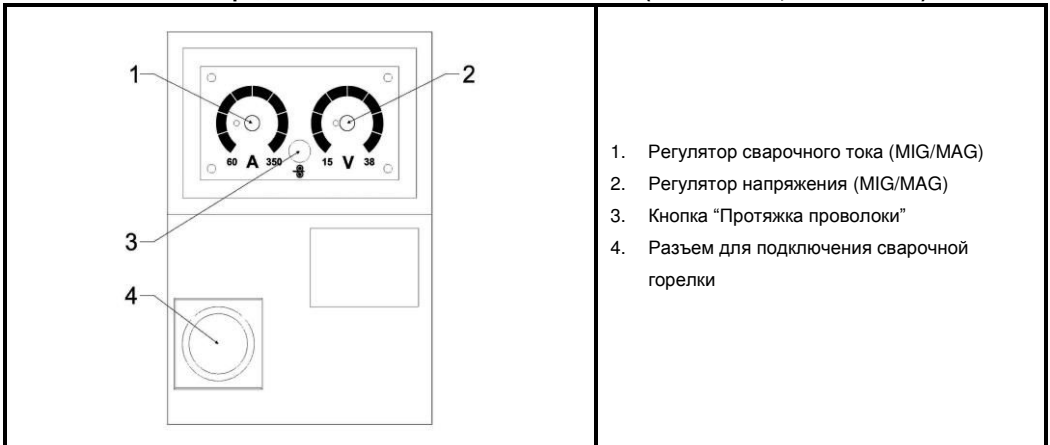 1
2
60 A 350
15 V 38
3
4
1. Регулятор сварочного тока (MIG/MAG)
2. Регулятор напряжения (MIG/MAG)
3. Кнопка “Протяжка проволоки”
4. Разъем для подключения сварочной
горелки